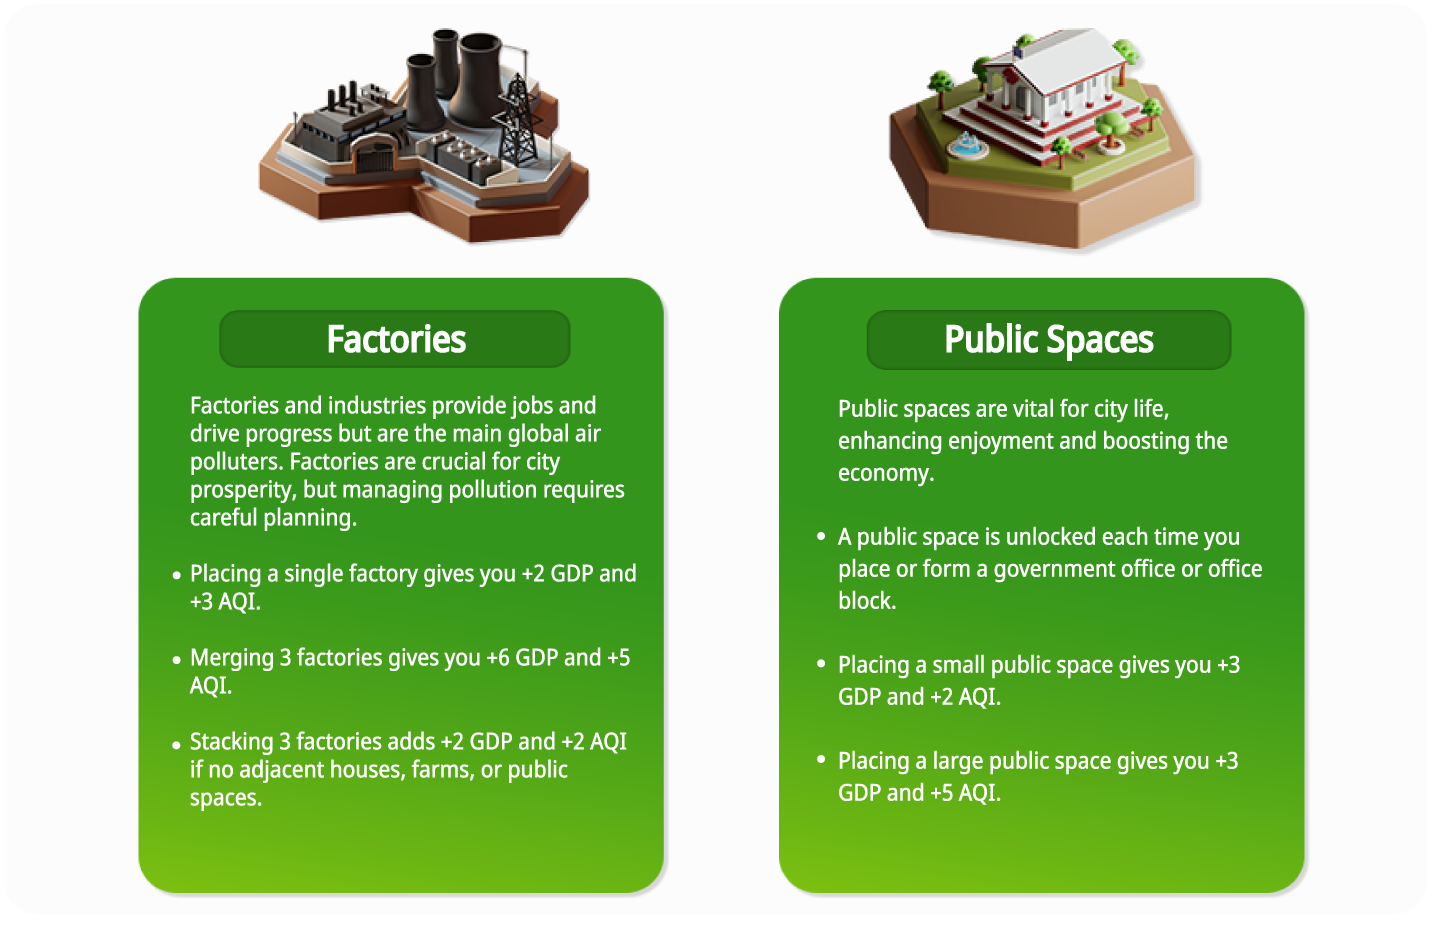 Factories
Factories and industries provide jobs and
drive progress but are the main global air
polluters. Factories are crucial for city
prosperity, but managing pollution requires
careful planning.
• Placing a single factory gives you +2 GDP and
+3 AQI.
• Merging 3 factories gives you +6 GDP and +5
AQI.
• Stacking 3 factories adds +2 GDP and +2 AQI
if no adjacent houses, farms, or public
spaces.
Public Spaces
Public spaces are vital for city life,
enhancing enjoyment and boosting the
economy.
• A public space is unlocked each time you
place or form a government office or office
block.
• Placing a small public space gives you +3
GDP and +2 AQI.
• Placing a large public space gives you +3
GDP and +5 AQI.